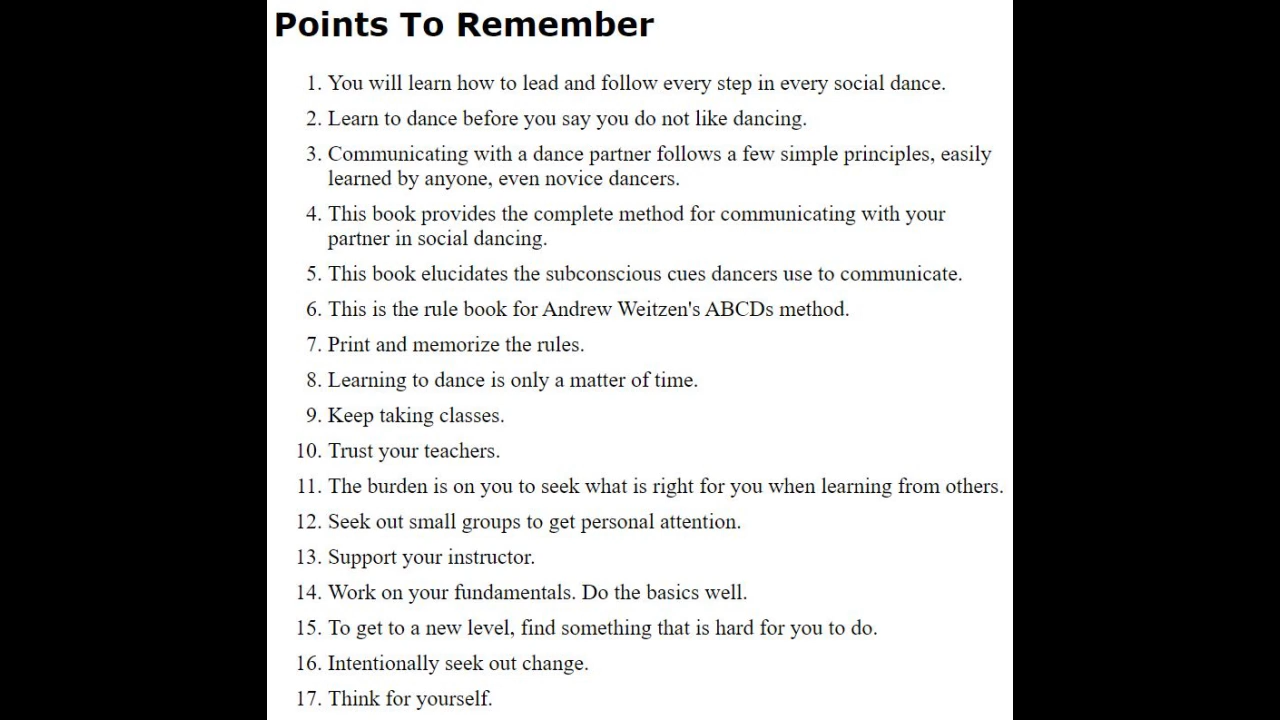 Points To Remember
1. You will learn how to lead and follow every step in every social dance.
2. Learn to dance before you say you do not like dancing.
3. Communicating with a dance partner follows a few simple principles, easily
learned by anyone, even novice dancers.
4. This book provides the complete method for communicating with your
partner in social dancing.
5. This book elucidates the subconscious cues dancers use to communicate.
6. This is the rule book for Andrew Weitzen's ABCDs method.
7. Print and memorize the rules.
8. Learning to dance is only a matter of time.
9. Keep taking classes.
10. Trust your teachers.
11. The burden is on you to seek what is right for you when learning from others.
12. Seek out small groups to get personal attention.
13. Support your instructor.
14. Work on your fundamentals. Do the basics well.
15. To get to a new level, find something that is hard for you to do.
16. Intentionally seek out change.
17. Think for yourself.